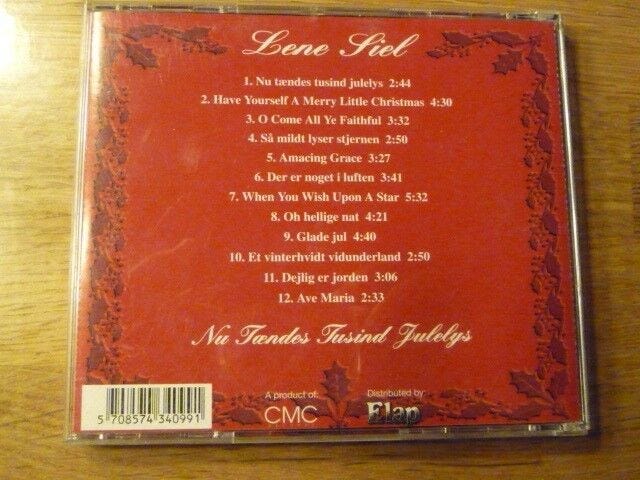 Lene Siel
1. Nu tændes tusind julelys 2:44
2. Have Yourself A Merry Little Christmas 4:30
3. O Come All Ye Faithful 3:32
4. Så mildt lyser stjernen 2:50
5. Amacing Grace 3:27
6. Der er noget i luften 3:41
7. When You Wish Upon A Star 5:32
8. Oh hellige nat 4:21
9. Glade jul 4:40
10. Et vinterhvidt vidunderland 2:50
11. Dejlig er jorden 3:06
12. Ave Maria 2:33
Nu Tændes Tusind Julelys
A product of:
CMC
Distributed by:
Elap
5 708574 340991